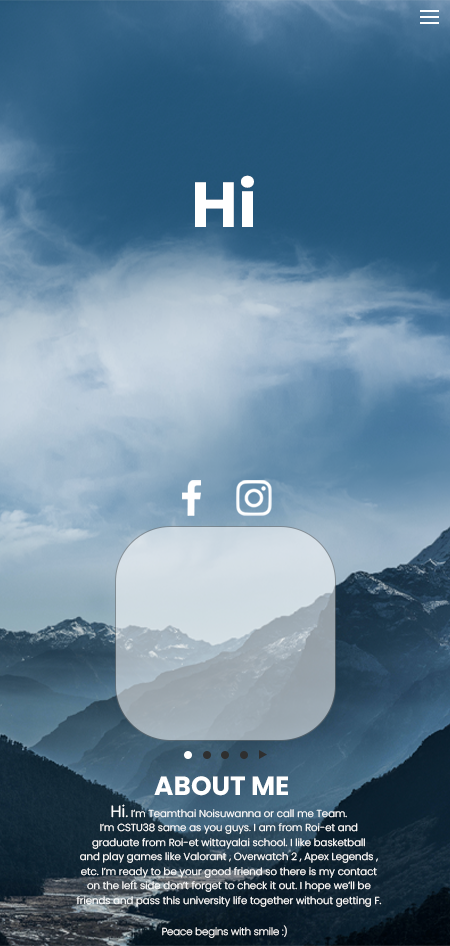 Hi
ABOUT ME
Hi. I'm Teamthai Noisuwanna or call me Team.
I'm CSTU38 same as you guys. I am from Roi-et and
graduate from Roi-et wittayalai school. I like basketball
and play games like Valorant , Overwatch 2 , Apex Legends ,
etc. I'm ready to be your good friend so there is my contact
on the left side don't forget to check it out. I hope we'll be
friends and pass this university life together without getting F.
Peace begins with smile :)